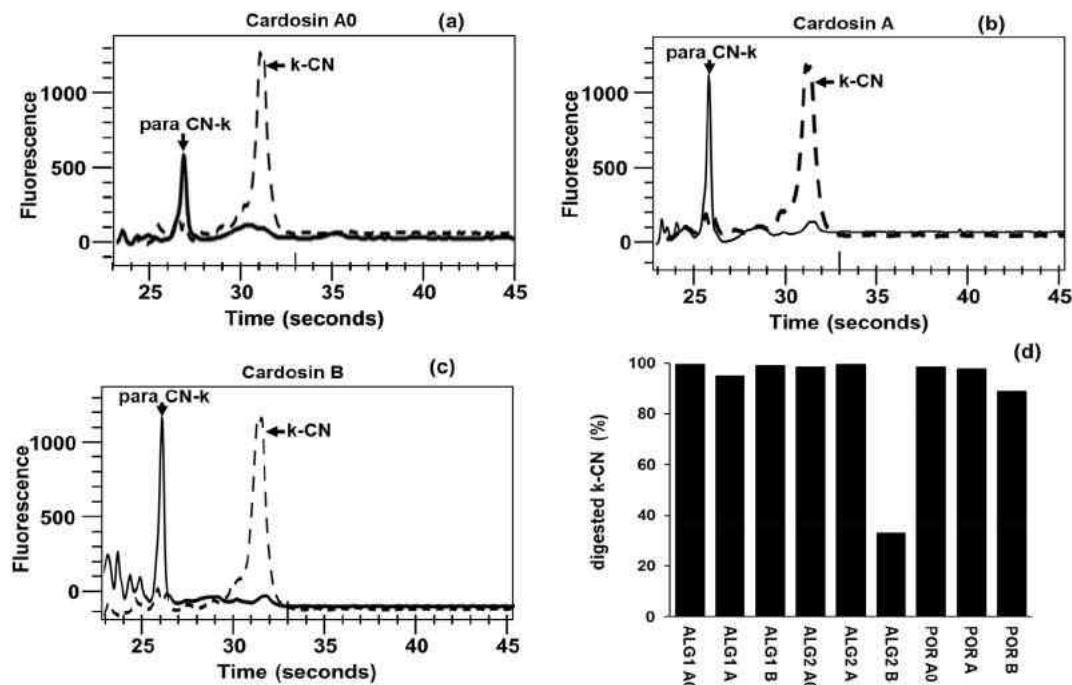 Cardosin A0
(a)
para CN-k
k-CN
Fluorescence
1000
500
0
25
30
35
40
45
Time (seconds)
Cardosin A
(b)
para CN-k
k-CN
Fluorescence
1000
500
0
25
30
35
40
45
Time (seconds)
Cardosin B
(c)
para CN-k
k-CN
Fluorescence
1000
500
0
25
30
35
40
45
Time (seconds)
(d)
digested k-CN (%)
100
80
60
40
20
0
ALG1 A0
ALG1 A
ALG1 B
ALG2 A0
ALG2 A
ALG2 B
POR A0
POR A
POR B